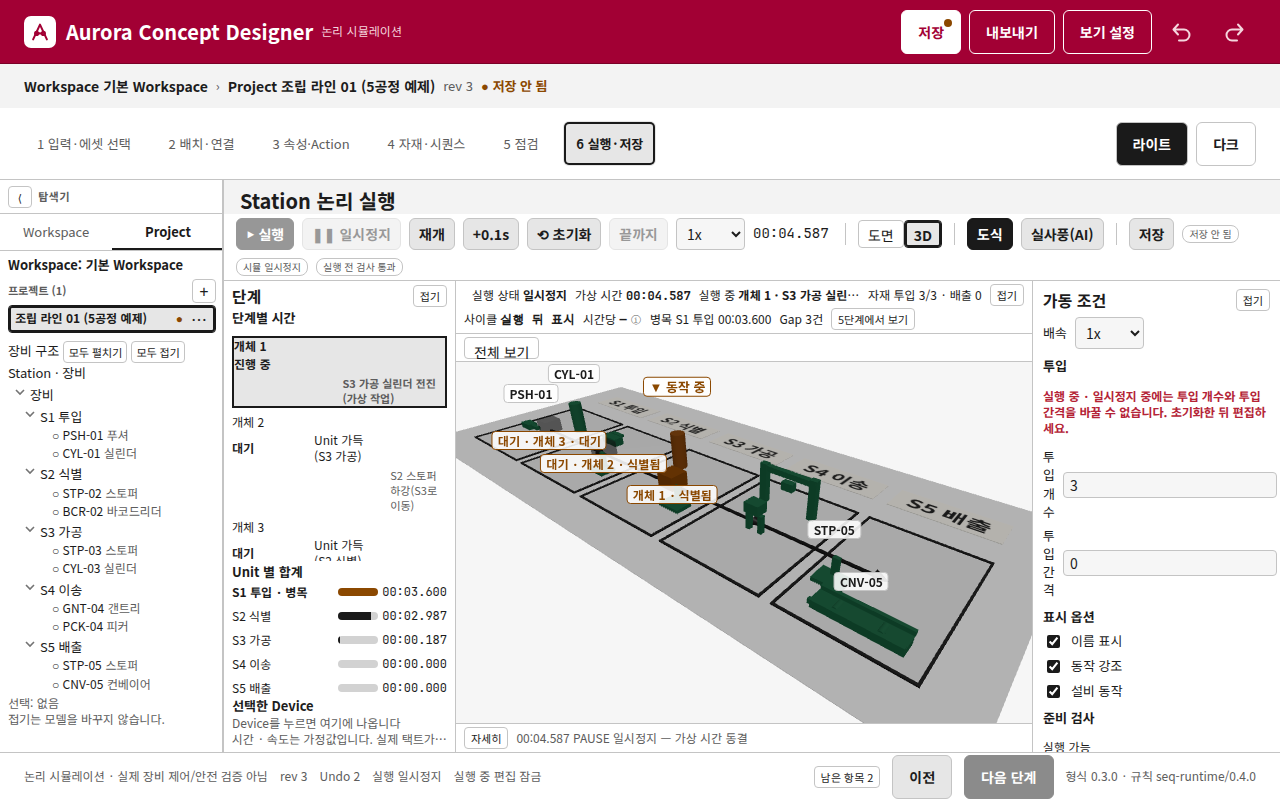 Aurora Concept Designer 논리 시뮬레이션 저장 내보내기 보기 설정
Workspace 기본 Workspace › Project 조립 라인 01 (5공정 예제) rev 3 ● 저장 안 됨
1 입력·에셋 선택 2 배치·연결 3 속성·Action 4 자재·시퀀스 5 점검 6 실행·저장 라이트 다크
⟨ 탐색기
Workspace Project
Workspace: 기본 Workspace
프로젝트 (1) +
조립 라인 01 (5공정 예제) ● ⋯
장비 구조 모두 펼치기 모두 접기
Station · 장비
장비
S1 투입
○ PSH-01 푸셔
○ CYL-01 실린더
S2 식별
○ STP-02 스토퍼
○ BCR-02 바코드리더
S3 가공
○ STP-03 스토퍼
○ CYL-03 실린더
S4 이송
○ GNT-04 갠트리
○ PCK-04 피커
S5 배출
○ STP-05 스토퍼
○ CNV-05 컨베이어
선택: 없음
접기는 모델을 바꾸지 않습니다.
Station 논리 실행
▸ 실행 ❚❚ 일시정지 재개 +0.1s ⟲ 초기화 끝까지 1x 00:04.587 도면 3D 도식 실사풍(AI) 저장 저장 안 됨
시뮬 일시정지 실행 전 검사 통과
단계 접기
단계별 시간
개체 1
진행 중
S3 가공 실린더 전진
(가상 작업)
개체 2
대기 Unit 가득
(S3 가공)
S2 스토퍼
하강(S3로
이동)
개체 3
대기 Unit 가득
(S2 식별)
Unit 별 합계
S1 투입 · 병목 00:03.600
S2 식별 00:02.987
S3 가공 00:00.187
S4 이송 00:00.000
S5 배출 00:00.000
선택한 Device
Device를 누르면 여기에 나옵니다
시간 · 속도는 가정값입니다. 실제 택트가…
실행 상태 일시정지 가상 시간 00:04.587 실행 중 개체 1 · S3 가공 실린… 자재 투입 3/3 · 배출 0 접기
사이클 실행 뒤 표시 시간당 – ⓘ 병목 S1 투입 00:03.600 Gap 3건 5단계에서 보기
전체 보기
CYL-01
PSH-01
▼ 동작 중
S1 투입
S2 식별
S3 가공
S4 이송
S5 배출
대기 · 개체 3 · 대기
대기 · 개체 2 · 식별됨
개체 1 · 식별됨
STP-05
CNV-05
자세히 00:04.587 PAUSE 일시정지 — 가상 시간 동결
가동 조건 접기
배속 1x
투입
실행 중 · 일시정지 중에는 투입 개수와 투입
간격을 바꿀 수 없습니다. 초기화한 뒤 편집하
세요.
투
입
개
수
3
투
입
간
격
0
표시 옵션
이름 표시
동작 강조
설비 동작
준비 검사
실행 가능
논리 시뮬레이션 · 실제 장비 제어/안전 검증 아님 rev 3 Undo 2 실행 일시정지 실행 중 편집 잠금 남은 항목 2 이전 다음 단계 형식 0.3.0 · 규칙 seq-runtime/0.4.0